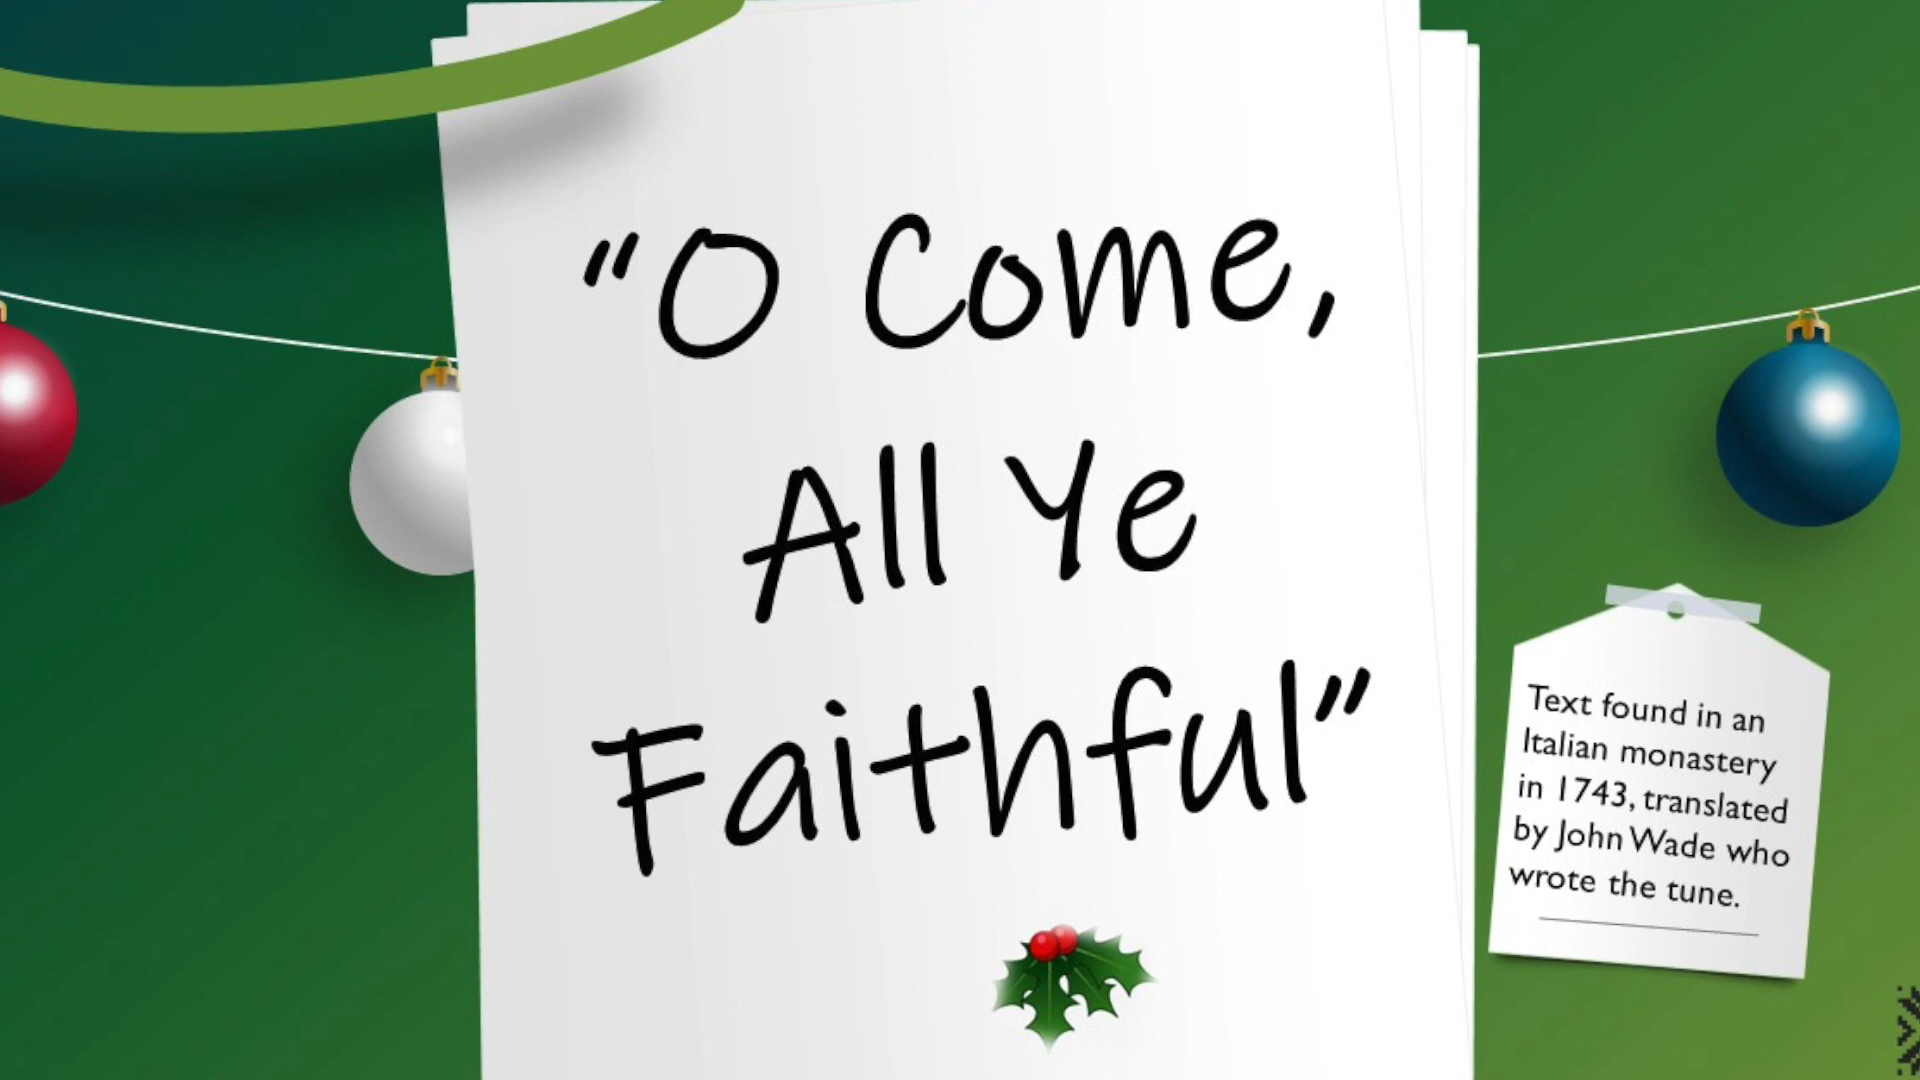 “O Come,
All Ye
Faithful”
Text found in an
Italian monastery
in 1743, translated
by John Wade who
wrote the tune.